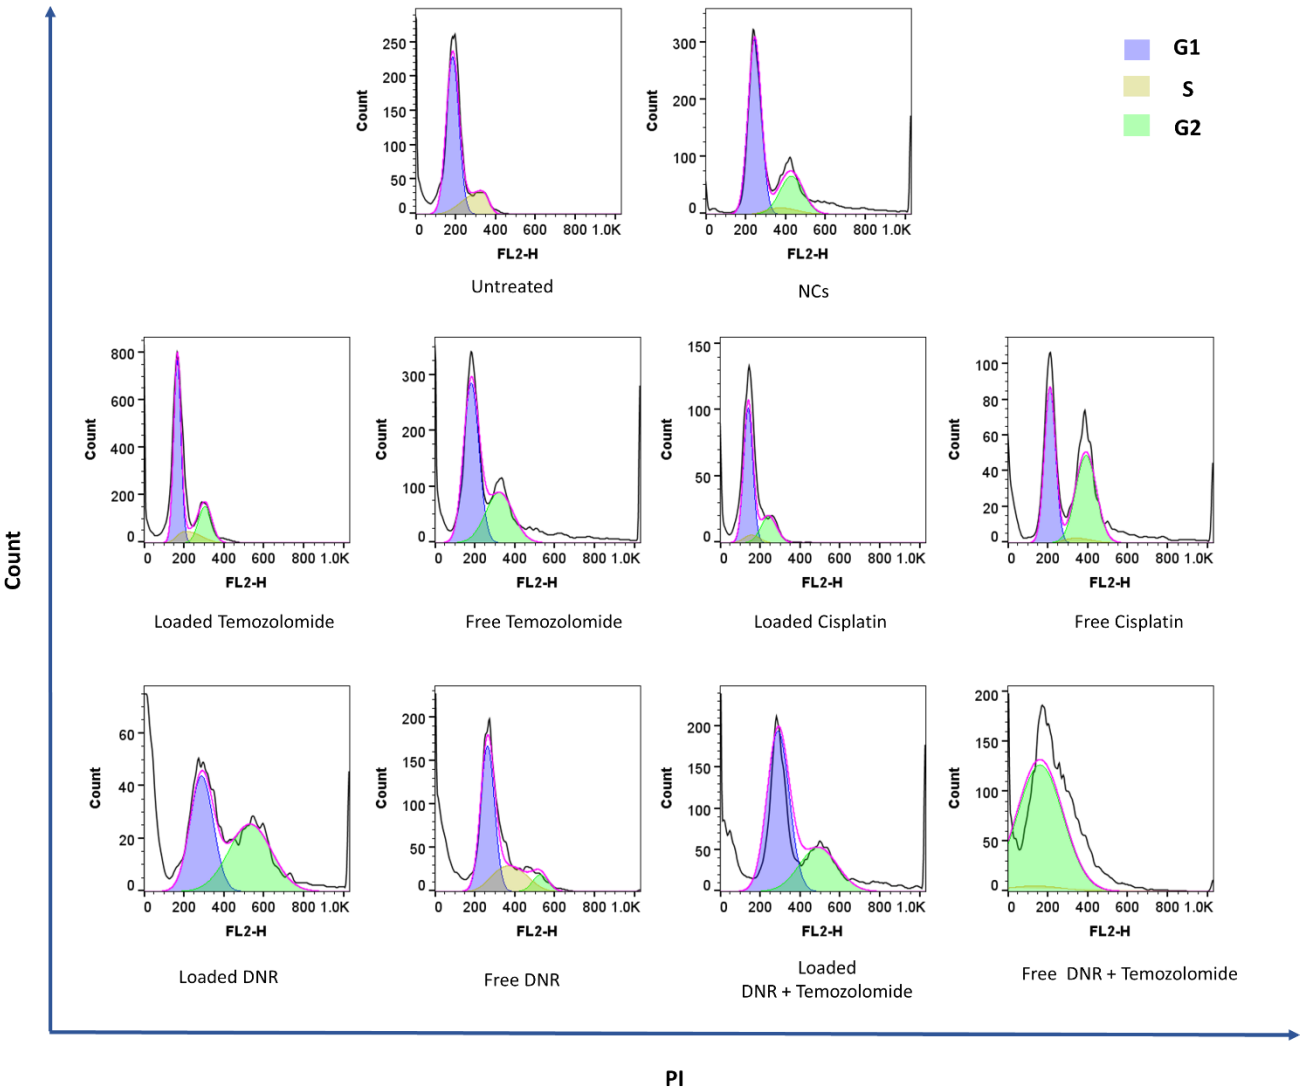 G1
S
G2
Count
250
200
150
100
50
0
0 200 400 600 800 1.0K
FL2-H
Untreated
Count
300
200
100
0
0 200 400 600 800 1.0K
FL2-H
NCs
Count
800
600
400
200
0
0 200 400 600 800 1.0K
FL2-H
Loaded Temozolomide
Count
300
200
100
0
0 200 400 600 800 1.0K
FL2-H
Free Temozolomide
Count
150
100
50
0
0 200 400 600 800 1.0K
FL2-H
Loaded Cisplatin
Count
100
80
60
40
20
0
0 200 400 600 800 1.0K
FL2-H
Free Cisplatin
Count
Count
60
40
20
0
0 200 400 600 800 1.0K
FL2-H
Loaded DNR
Count
200
150
100
50
0
0 200 400 600 800 1.0K
FL2-H
Free DNR
Count
200
150
100
50
0
0 200 400 600 800 1.0K
FL2-H
Loaded
DNR + Temozolomide
Count
200
150
100
50
0
0 200 400 600 800 1.0K
FL2-H
Free DNR + Temozolomide
PI